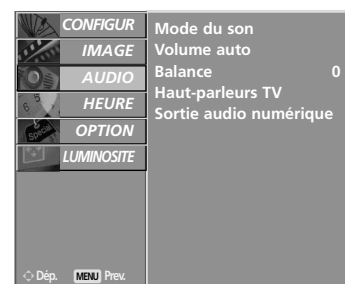 CONFIGUR
IMAGE
AUDIO
HEURE
OPTION
LUMINOSITE
Mode du son
Volume auto
Balance 0
Haut-parleurs TV
Sortie audio numérique
Special
Dép. MENU Prev.